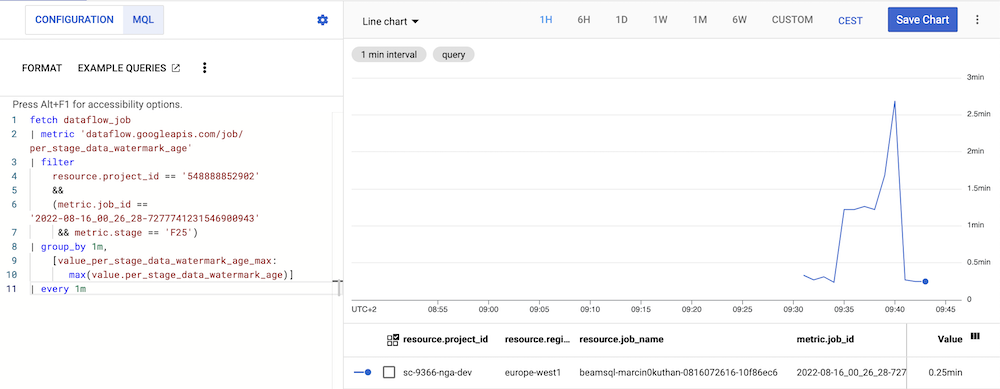 CONFIGURATION MQL
FORMAT EXAMPLE QUERIES
Press Alt+F1 for accessibility options.
1 fetch dataflow_job
2 | metric 'dataflow.googleapis.com/job/
per_stage_data_watermark_age'
3 | filter
4 resource.project_id == '548888852902'
5 &&
6 (metric.job_id ==
'2022-08-16_00_26_28-7277741231546900943'
7 && metric.stage == 'F25')
8 | group_by 1m,
9 [value_per_stage_data_watermark_age_max:
10 max(value.per_stage_data_watermark_age)]
11 | every 1m
Line chart 1H 6H 1D 1W 1M 6W CUSTOM CEST Save Chart
1 min interval query
3min
2.5min
2min
1.5min
1min
0.5min
0
UTC+2 08:55 09:00 09:05 09:10 09:15 09:20 09:25 09:30 09:35 09:40 09:45
resource.project_id resource.regi... resource.job_name metric.job_id Value
sc-9366-nga-dev europe-west1 beamsql-marcin0kuthan-0816072616-10f86ec6 2022-08-16_00_26_28-727 0.25min